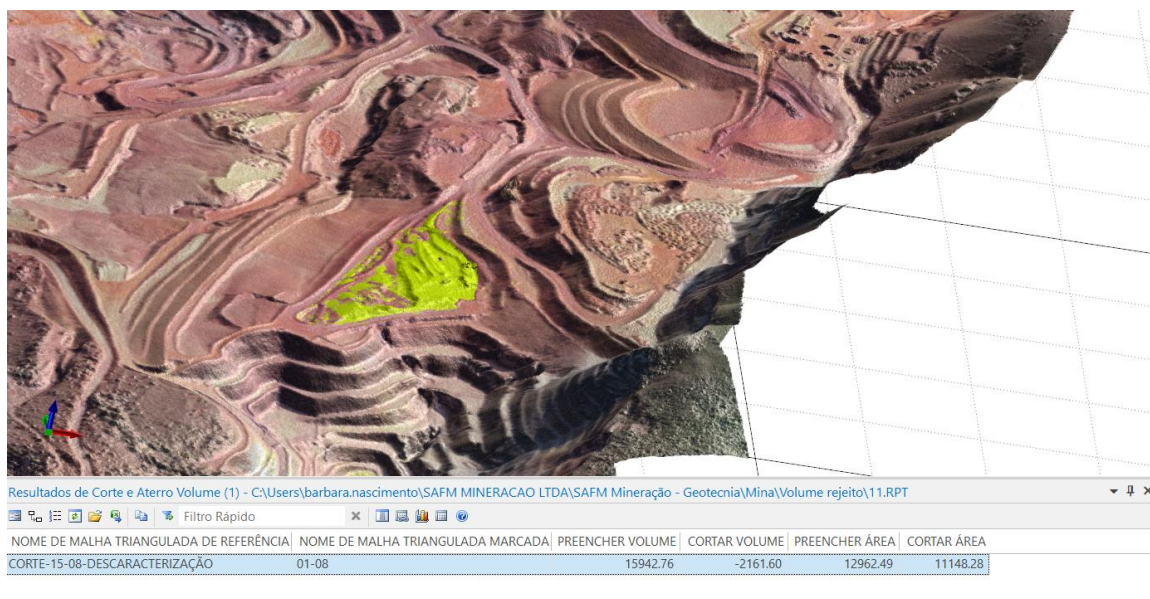 Resultados de Corte e Aterro Volume (1) - C:\Users\barbara.nascimento\SAFM MINERACAO LTDA\SAFM Mineração - Geotecnia\Mina\Volume rejeito\11.RPT
Filtro Rápido
NOME DE MALHA TRIANGULADA DE REFERÊNCIA NOME DE MALHA TRIANGULADA MARCADA PREENCHER VOLUME CORTAR VOLUME PREENCHER ÁREA CORTAR ÁREA
CORTE-15-08-DESCARACTERIZAÇÃO 01-08 15942.76 -2161.60 12962.49 11148.28